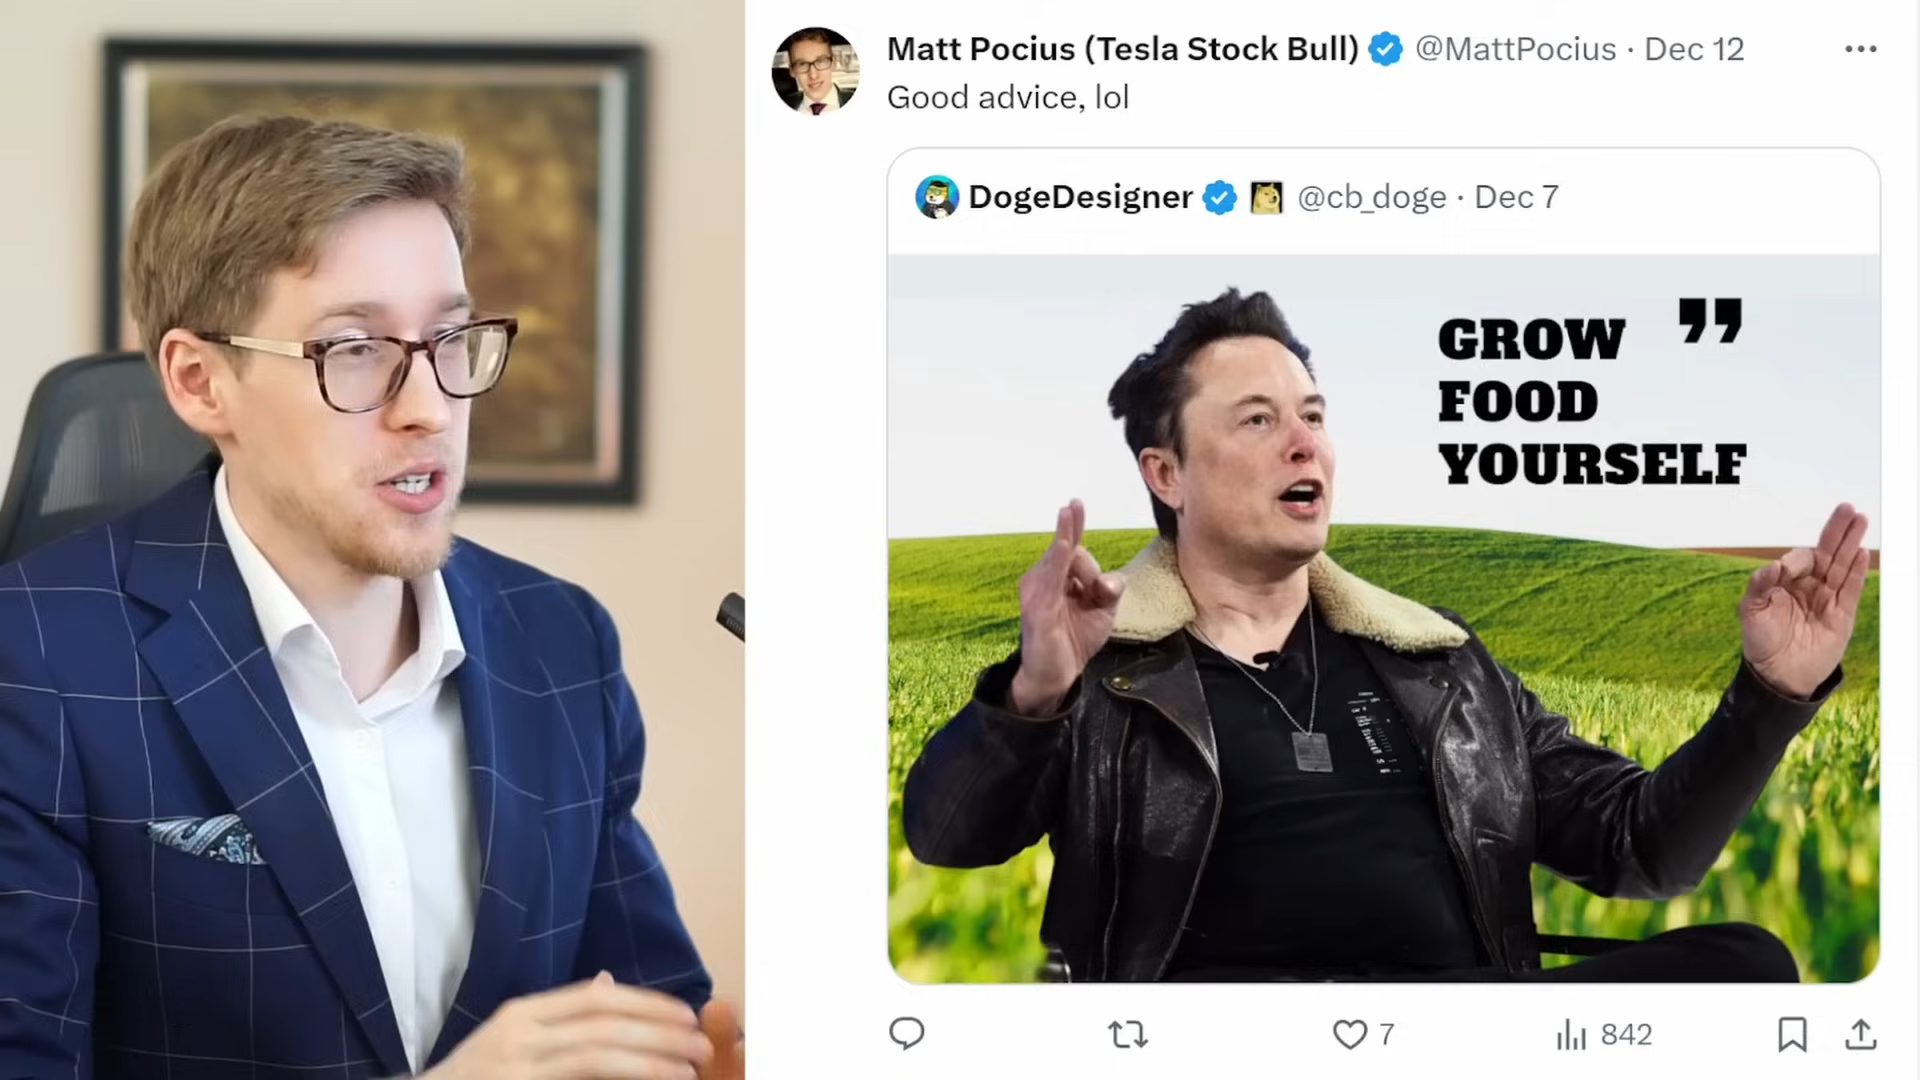 Matt Pocius (Tesla Stock Bull) @MattPocius · Dec 12
Good advice, lol
DogeDesigner @cb_doge · Dec 7
GROW ”
FOOD
YOURSELF
7
842